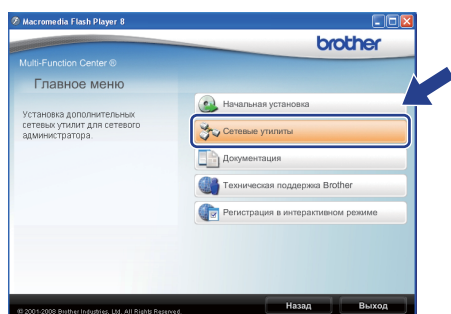 Macromedia Flash Player 8
brother
Multi-Function Center ®
Главное меню
Установка дополнительных
сетевых утилит для сетевого
администратора.
Начальная установка
Сетевые утилиты
Документация
Техническая поддержка Brother
Регистрация в интерактивном режиме
© 2001-2008 Brother Industries, Ltd. All Rights Reserved.
Назад
Выход